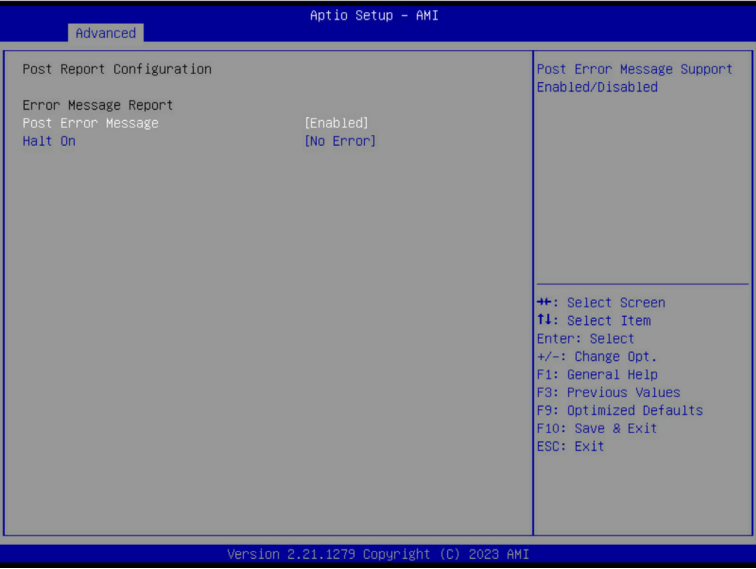 Aptio Setup – AMI
Advanced
Post Report Configuration
Error Message Report
Post Error Message [Enabled]
Halt On [No Error]
Post Error Message Support
Enabled/Disabled
→←: Select Screen
↑↓: Select Item
Enter: Select
+/-: Change Opt.
F1: General Help
F3: Previous Values
F9: Optimized Defaults
F10: Save & Exit
ESC: Exit
Version 2.21.1279 Copyright (C) 2023 AMI